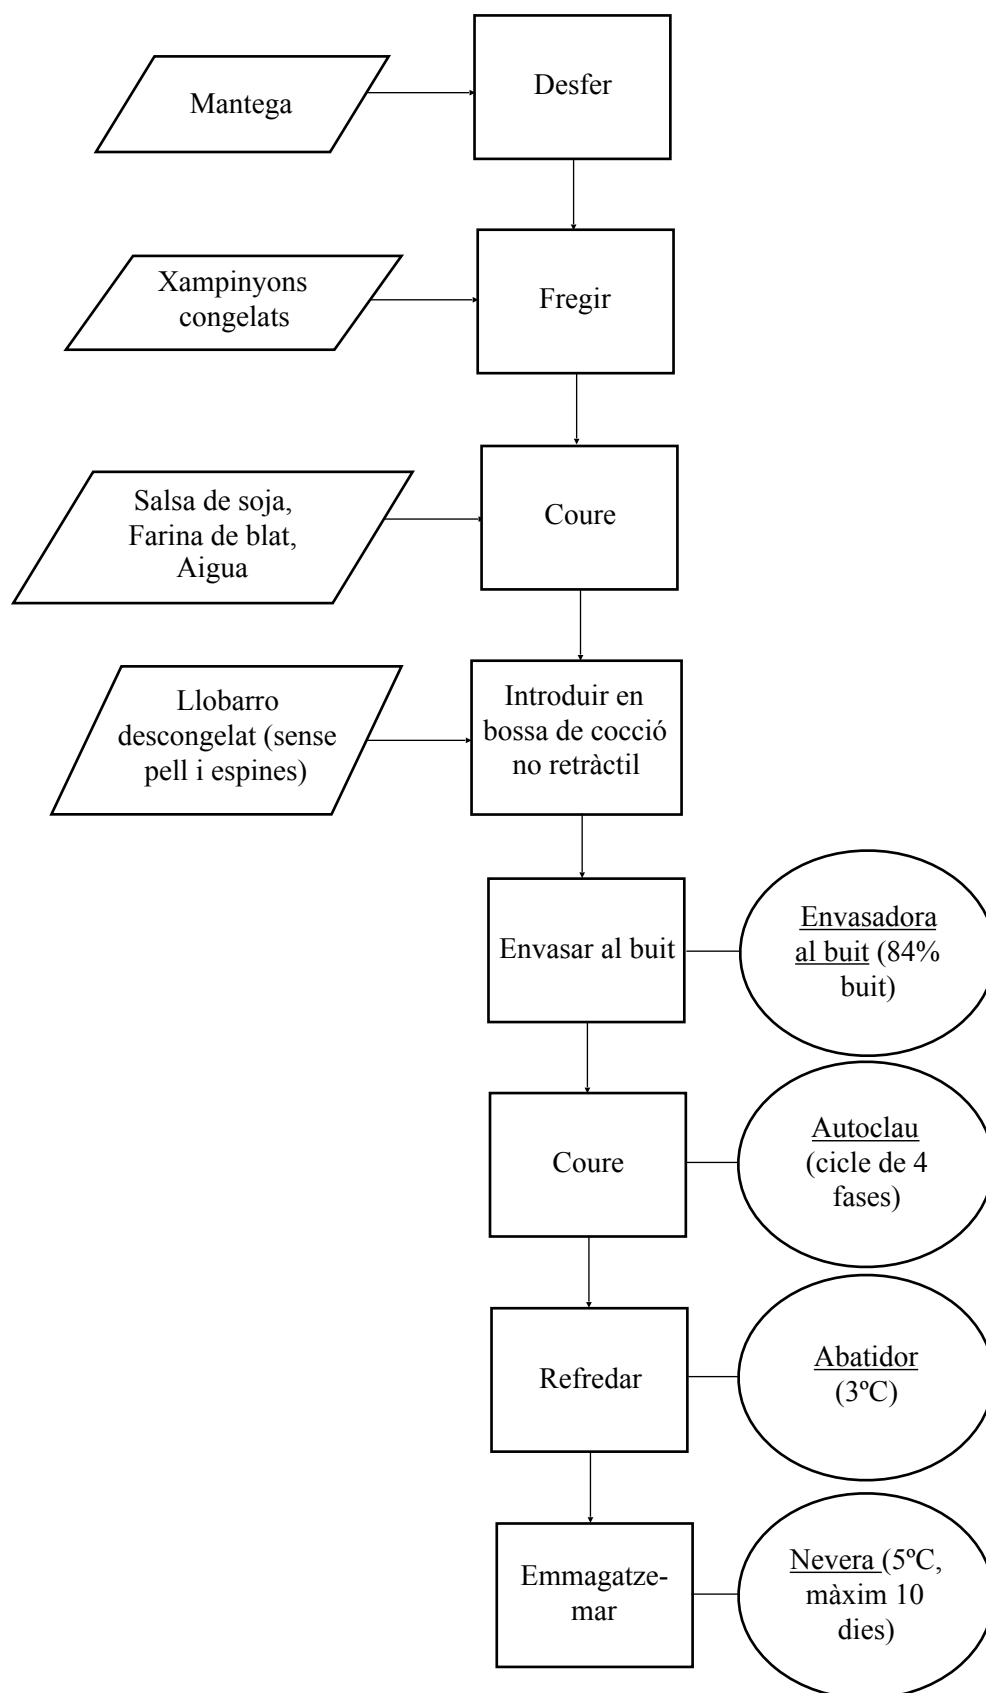 Mantega
Desfer
Xampinyons
congelats
Fregir
Salsa de soja,
Farina de blat,
Aigua
Coure
Llobarro
descongelat (sense
pell i espines)
Introduir en
bossa de cocció
no retràctil
Envasar al buit
Envasadora
al buit (84%
buit)
Coure
Autoclau
(cicle de 4
fases)
Refredar
Abatidor
(3ºC)
Emmagatze-
mar
Nevera (5ºC,
màxim 10
dies)